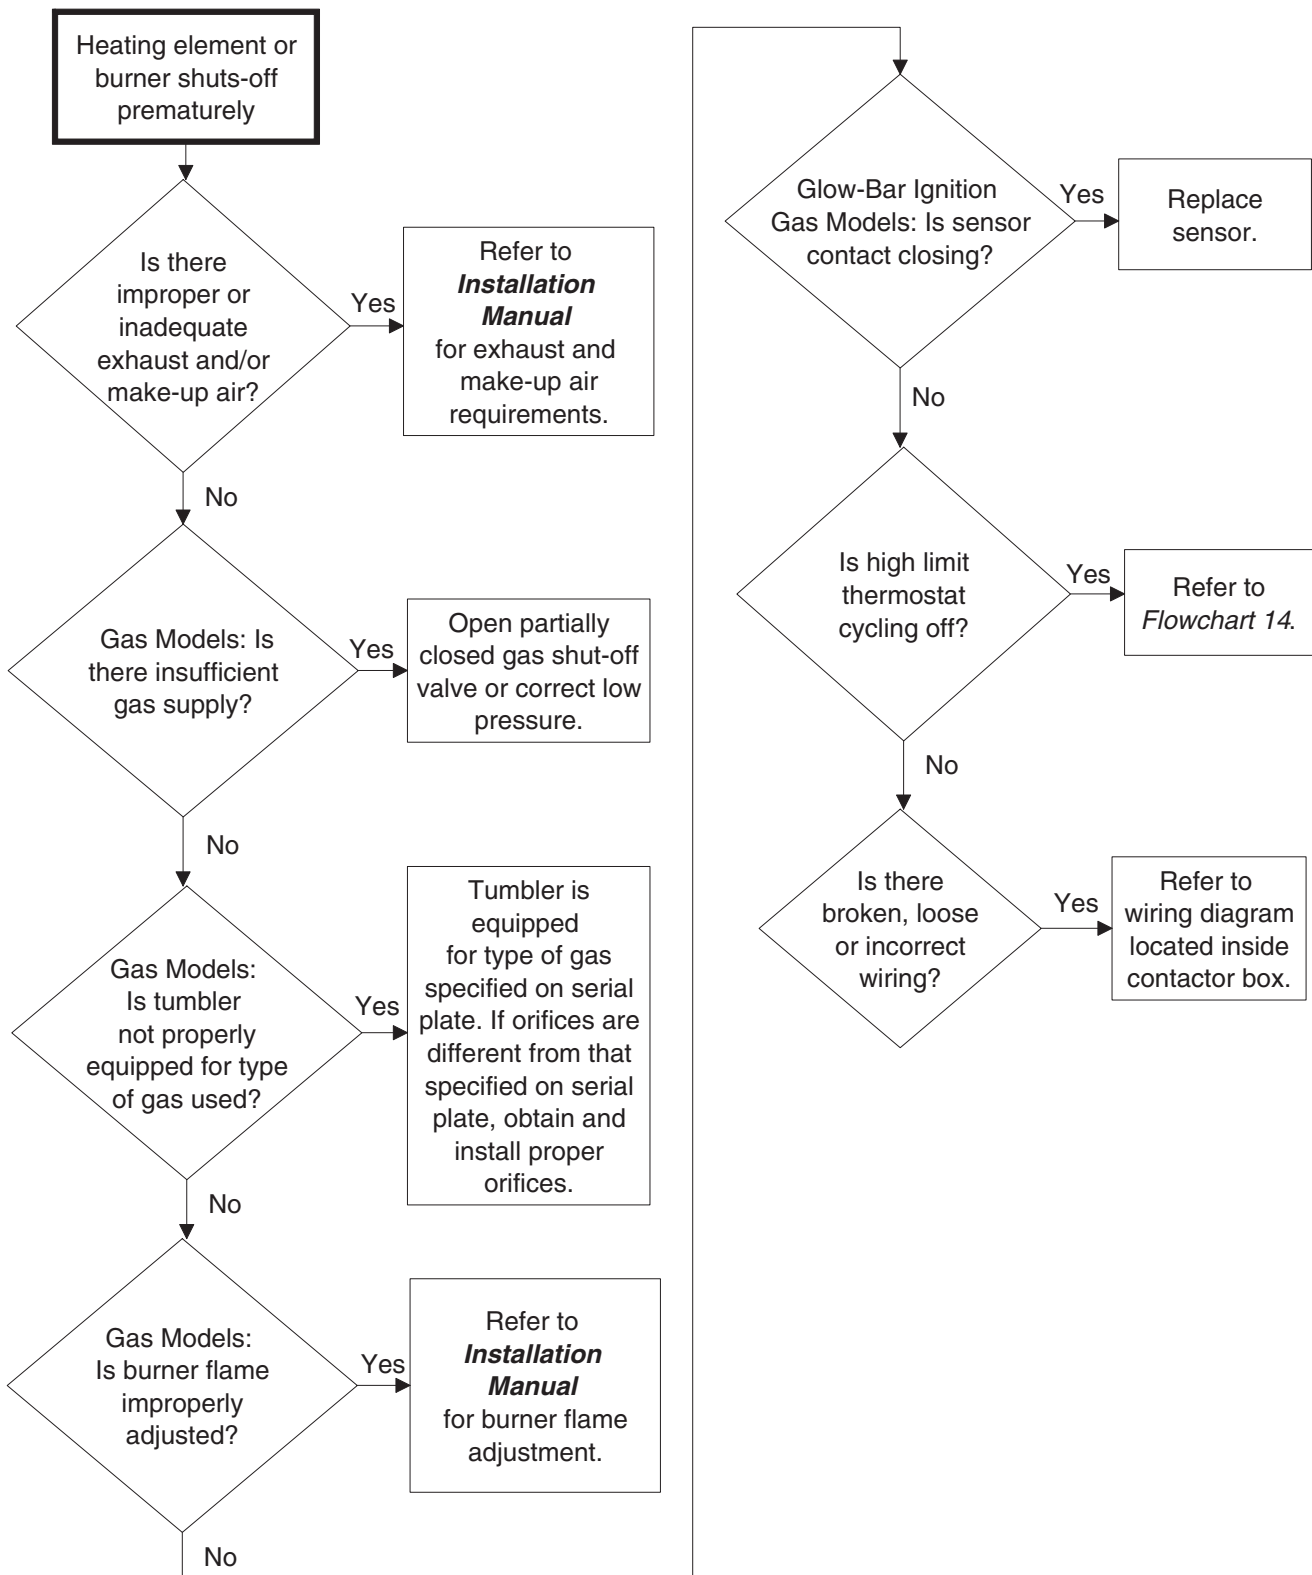 Heating element or
burner shuts-off
prematurely
Is there
improper or
inadequate
exhaust and/or
make-up air?
Yes
Refer to
Installation
Manual
for exhaust and
make-up air
requirements.
No
Gas Models: Is
there insufficient
gas supply?
Yes
Open partially
closed gas shut-off
valve or correct low
pressure.
No
Gas Models:
Is tumbler
not properly
equipped for type
of gas used?
Yes
Tumbler is
equipped
for type of gas
specified on serial
plate. If orifices are
different from that
specified on serial
plate, obtain and
install proper
orifices.
No
Gas Models:
Is burner flame
improperly
adjusted?
Yes
Refer to
Installation
Manual
for burner flame
adjustment.
No
Glow-Bar Ignition
Gas Models: Is sensor
contact closing?
Yes
Replace
sensor.
No
Is high limit
thermostat
cycling off?
Yes
Refer to
Flowchart 14.
No
Is there
broken, loose
or incorrect
wiring?
Yes
Refer to
wiring diagram
located inside
contactor box.